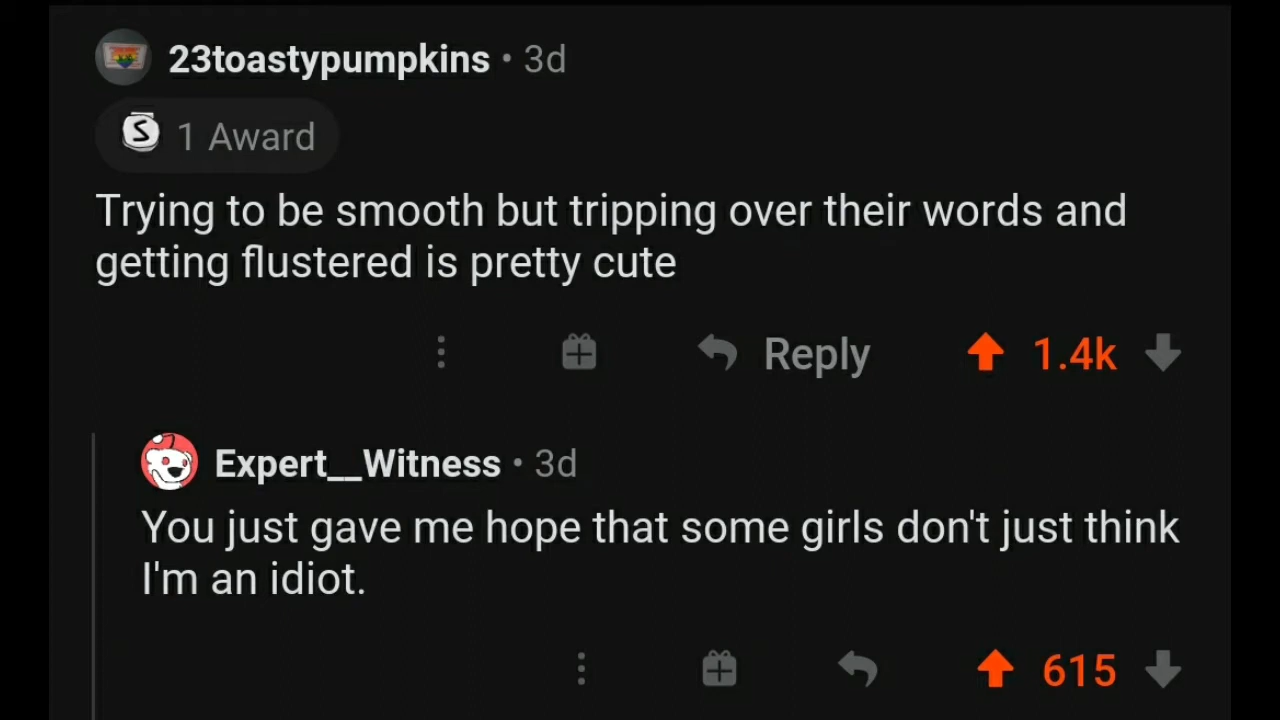 23toastypumpkins • 3d
S 1 Award
Trying to be smooth but tripping over their words and
getting flustered is pretty cute
Reply 1.4k
Expert__Witness • 3d
You just gave me hope that some girls don't just think
I'm an idiot.
615